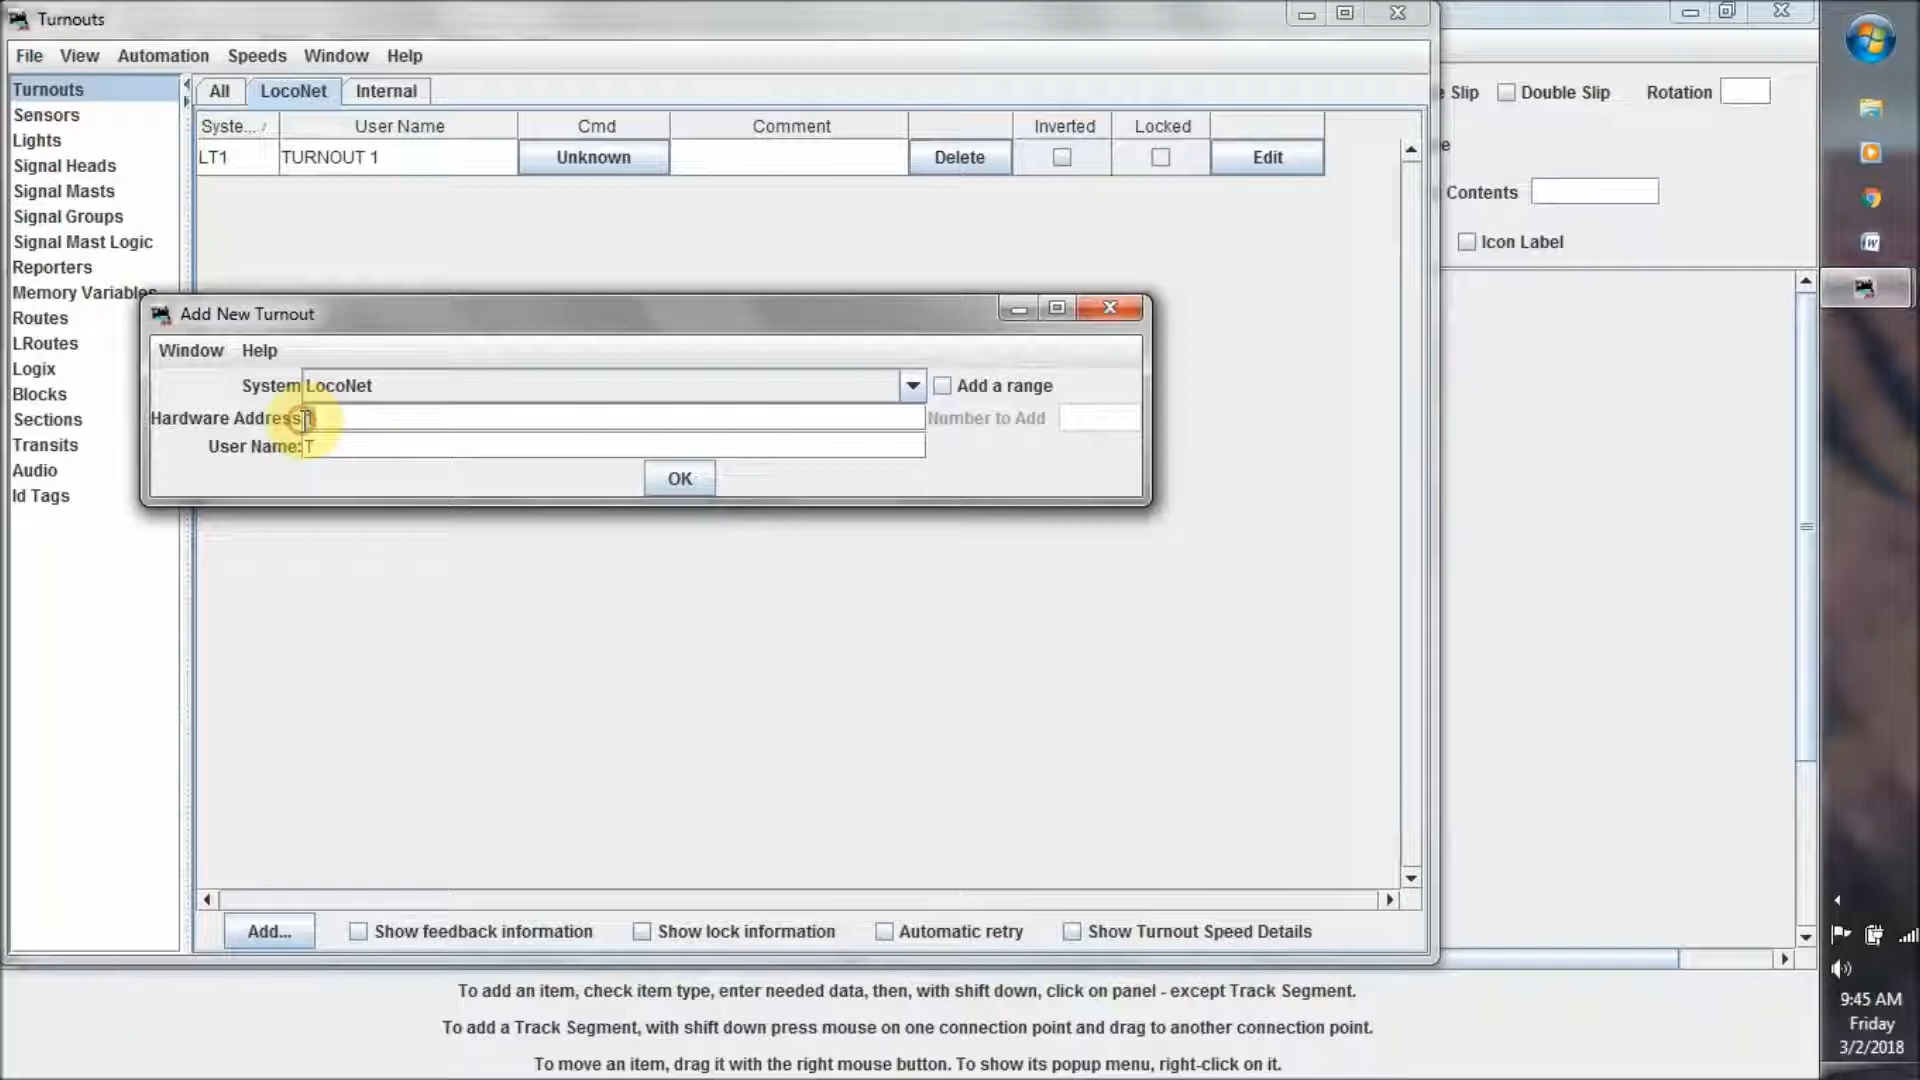 Turnouts
File View Automation Speeds Window Help
Turnouts
Sensors
Lights
Signal Heads
Signal Masts
Signal Groups
Signal Mast Logic
Reporters
Memory Variables
Routes
LRoutes
Logix
Blocks
Sections
Transits
Audio
Id Tags
All LocoNet Internal
Syste... / User Name Cmd Comment Inverted Locked
LT1 TURNOUT 1 Unknown Delete Edit
Add New Turnout
Window Help
System LocoNet Add a range
Hardware Address Number to Add
User Name: T
OK
Add... Show feedback information Show lock information Automatic retry Show Turnout Speed Details
Slip Double Slip Rotation
e
Contents
Icon Label
To add an item, check item type, enter needed data, then, with shift down, click on panel - except Track Segment.
To add a Track Segment, with shift down press mouse on one connection point and drag to another connection point.
To move an item, drag it with the right mouse button. To show its popup menu, right-click on it.
W
9:45 AM
Friday
3/2/2018